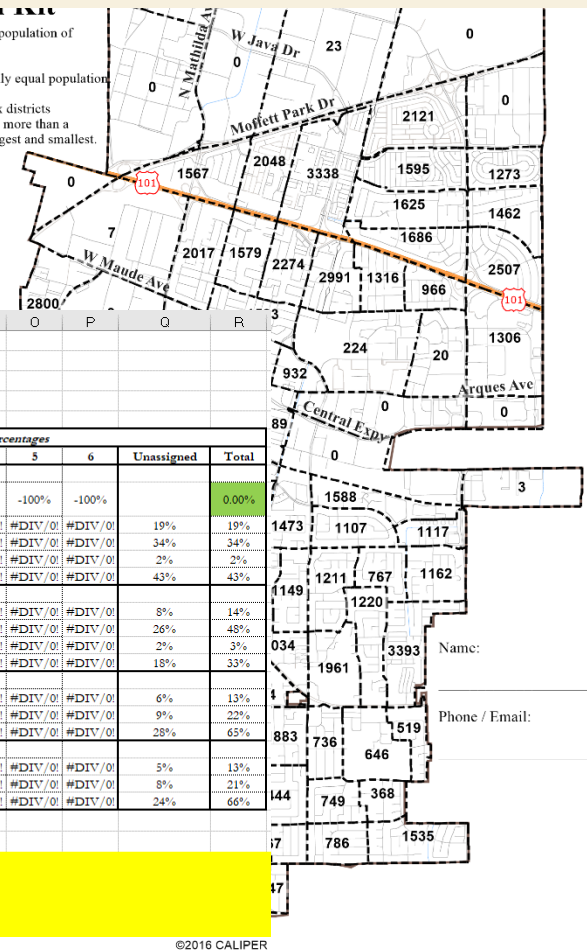 Kit
population of
ly equal population
x districts
more than a
gest and smallest.
W Java Dr
23
0
N Mathilda Av
0
0
0
Moffett Park Dr
2121
2048
3338
1595
1273
1567
0
101
1625
1462
7
1686
2017
1579
2274
2507
W Maude Ave
2991
1316
966
2800
101
3
1306
224
20
932
Arques Ave
0
0
89
Central Expy
0
3
1588
1473
1107
1117
1211
767
1162
1149
1220
034
3393
1961
883
736
519
646
444
749
368
786
1535
47
Name:
Phone / Email:
O P Q R
rcentages
5 6 Unassigned Total
-100% -100% 0.00%
#DIV/0! #DIV/0! 19% 19%
#DIV/0! #DIV/0! 34% 34%
#DIV/0! #DIV/0! 2% 2%
#DIV/0! #DIV/0! 43% 43%
#DIV/0! #DIV/0! 8% 14%
#DIV/0! #DIV/0! 26% 48%
#DIV/0! #DIV/0! 2% 3%
#DIV/0! #DIV/0! 18% 33%
#DIV/0! #DIV/0! 6% 13%
#DIV/0! #DIV/0! 9% 22%
#DIV/0! #DIV/0! 28% 65%
#DIV/0! #DIV/0! 5% 13%
#DIV/0! #DIV/0! 8% 21%
#DIV/0! #DIV/0! 24% 66%
©2016 CALIPER